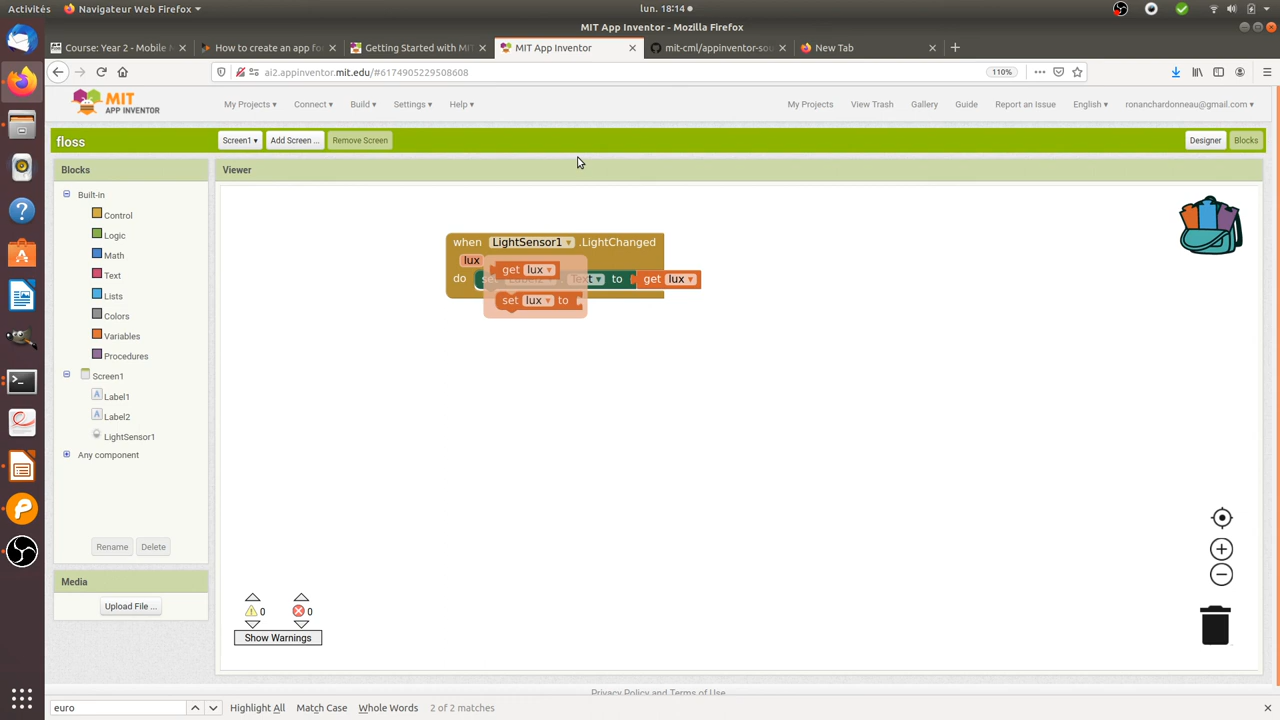 Activités
Navigateur Web Firefox ▾
lun. 18:14
MIT App Inventor - Mozilla Firefox
Course: Year 2 - Mobile
How to create an app fo
Getting Started with MIT
MIT App Inventor
mit-cml/appinventor-sou
New Tab
ai2.appinventor.mit.edu/#6174905229508608
110%
MIT
APP INVENTOR
My Projects ▾
Connect ▾
Build ▾
Settings ▾
Help ▾
My Projects
View Trash
Gallery
Guide
Report an Issue
English ▾
ronanchardonneau@gmail.com ▾
floss
Screen1 ▾
Add Screen ...
Remove Screen
Designer
Blocks
Blocks
Viewer
Built-in
Control
Logic
Math
Text
Lists
Colors
Variables
Procedures
Screen1
Label1
Label2
LightSensor1
Any component
Rename
Delete
Media
Upload File ...
when LightSensor1 ▾ .LightChanged
lux
get lux ▾
do
to get lux ▾
set lux ▾ to
0
0
Show Warnings
Privacy Policy and Terms of Use
euro
Highlight All
Match Case
Whole Words
2 of 2 matches